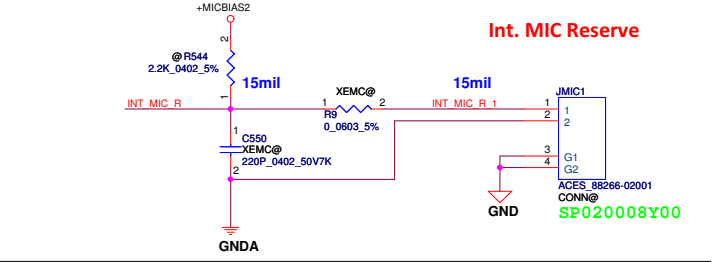 +MICBIAS2
Int. MIC Reserve
2
@ R544
2.2K_0402_5%
15mil
15mil
1
XEMC@
JMIC1
INT_MIC_R
1
2
INT_MIC_R_1
1
1
R9
2
2
0_0603_5%
1
C550
XEMC@
220P_0402_50V7K
2
3
G1
4
G2
ACES_88266-02001
CONN@
GND
SP020008Y00
GNDA